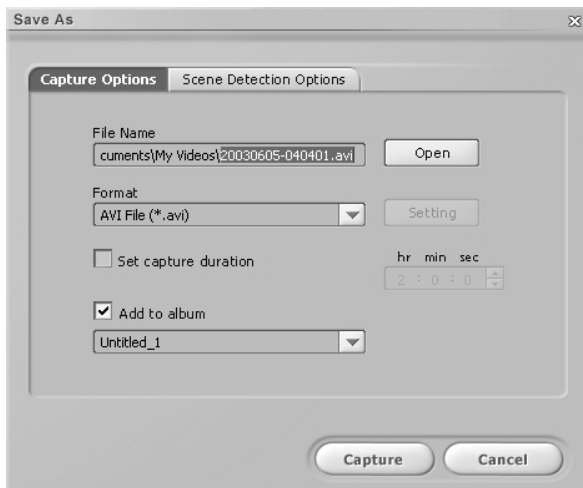 Save As
Capture Options
Scene Detection Options
File Name
cuments\My Videos\20030605-040401.avi
Open
Format
AVI File (*.avi)
Setting
Set capture duration
hr min sec
2 : 0 : 0
Add to album
Untitled_1
Capture
Cancel